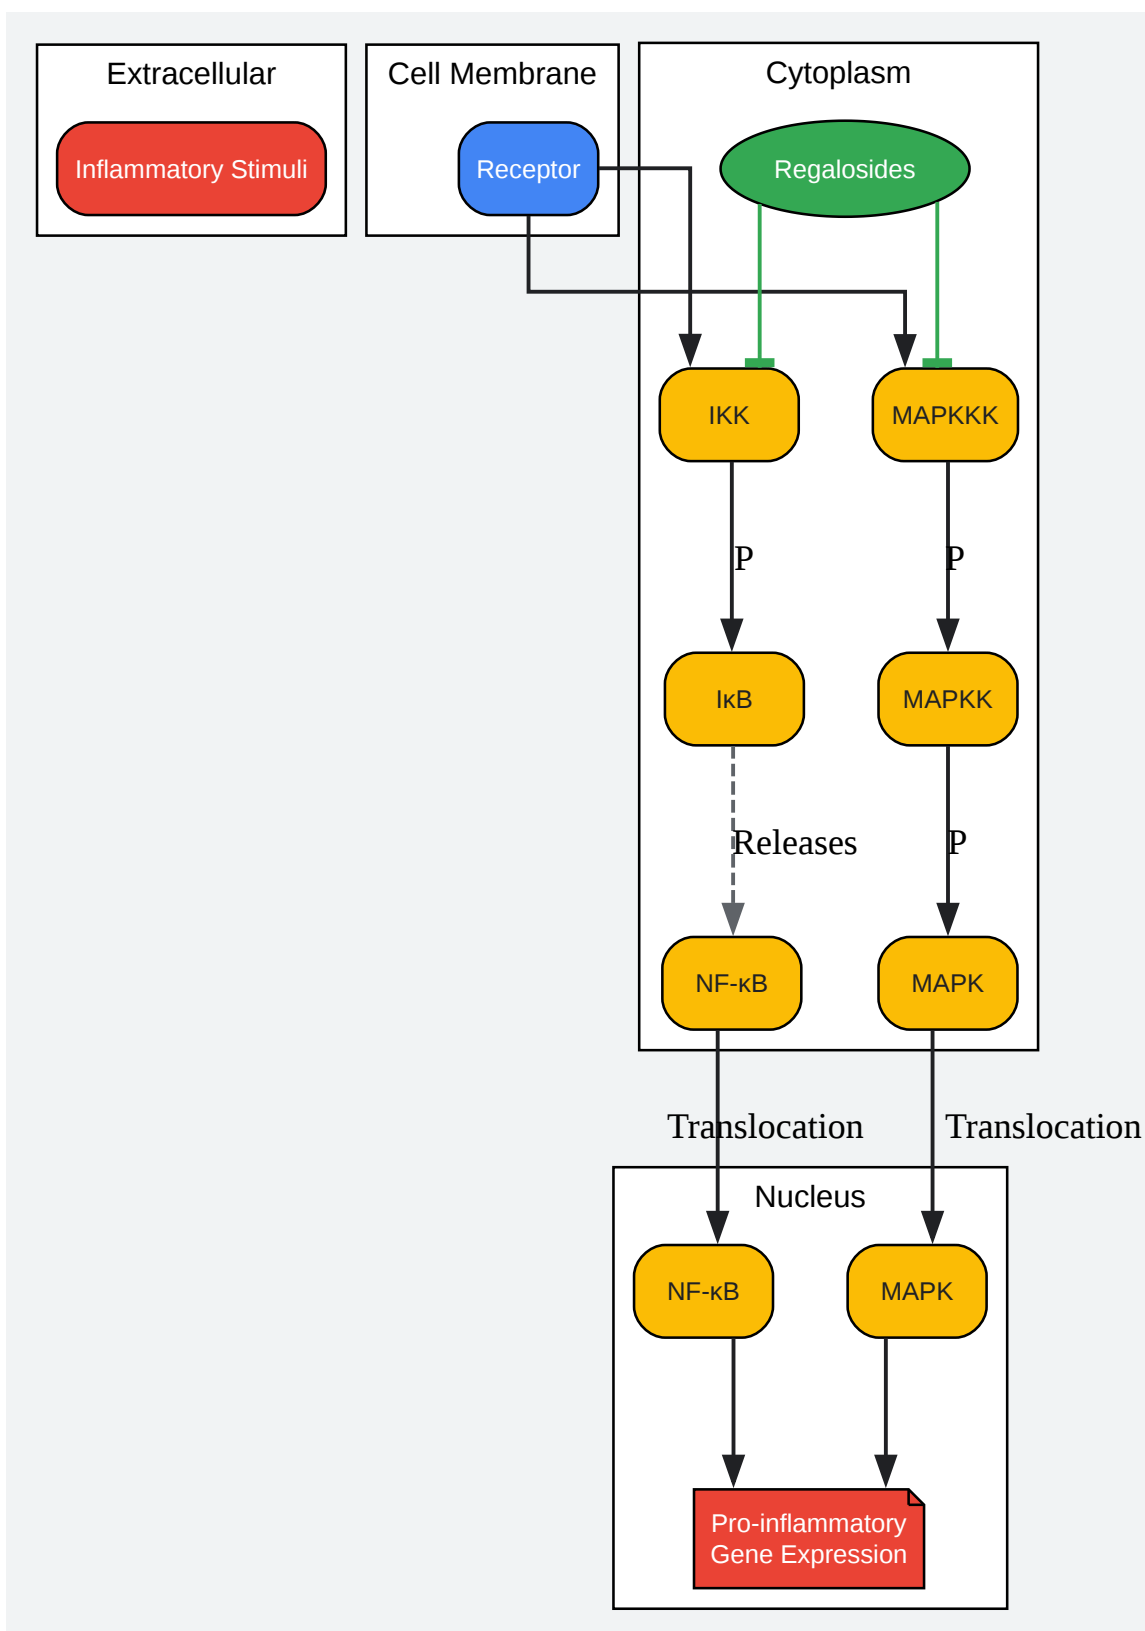 Extracellular
Cell Membrane
Cytoplasm
Inflammatory Stimuli
Receptor
Regalosides
IKK
MAPKKK
P
P
IκB
MAPKK
Releases
P
NF-κB
MAPK
Translocation
Translocation
Nucleus
NF-κB
MAPK
Pro-inflammatory
Gene Expression